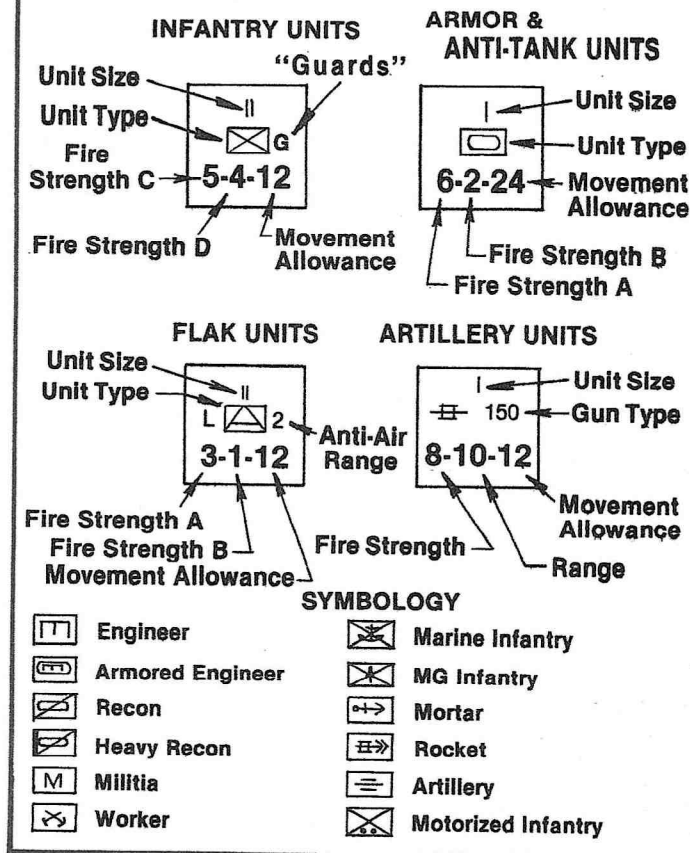 INFANTRY UNITS
"Guards"
Unit Size
||
Unit Type
G
Fire
Strength C
5-4-12
Fire Strength D
Movement
Allowance
ARMOR &
ANTI-TANK UNITS
|
Unit Size
Unit Type
6-2-24
Movement
Allowance
Fire Strength B
Fire Strength A
FLAK UNITS
Unit Size
||
Unit Type
L
2
Anti-Air
Range
3-1-12
Fire Strength A
Fire Strength B
Movement Allowance
ARTILLERY UNITS
|
Unit Size
150
Gun Type
8-10-12
Movement
Allowance
Fire Strength
Range
SYMBOLOGY
Engineer
Armored Engineer
Recon
Heavy Recon
M Militia
Worker
Marine Infantry
MG Infantry
Mortar
Rocket
Artillery
Motorized Infantry